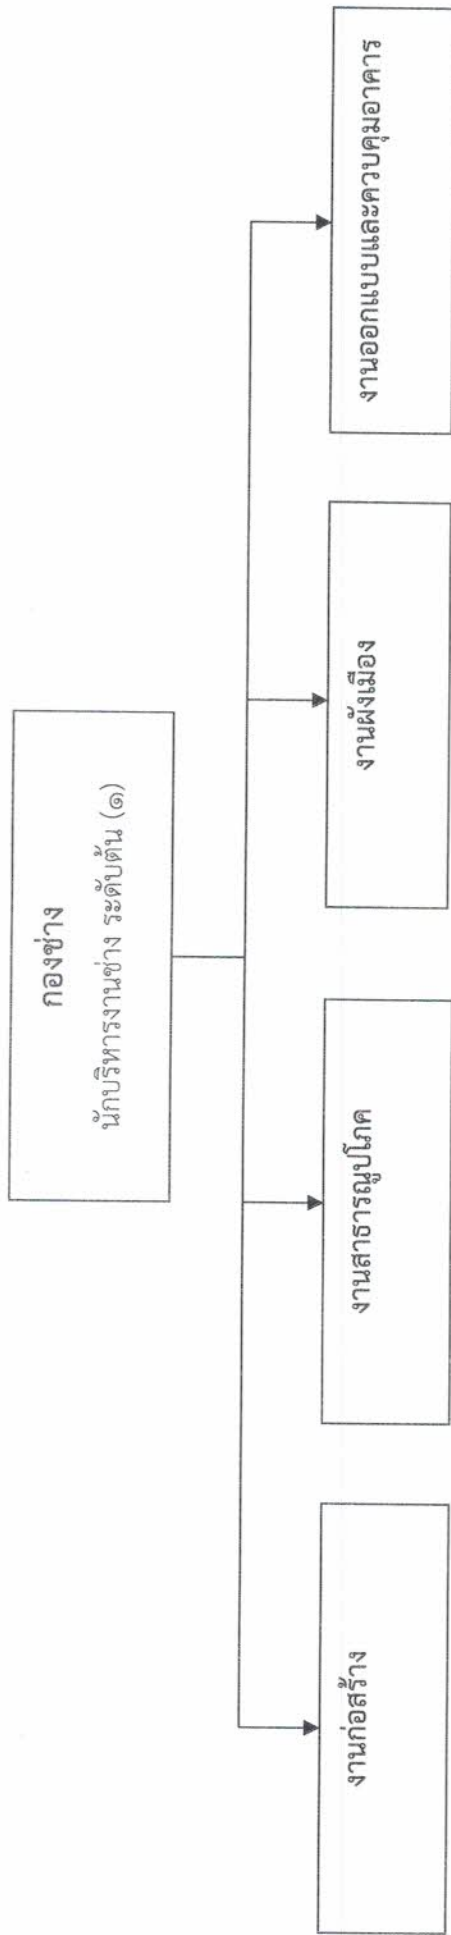 กองช่าง
นักบริหารงานช่าง ระดับต้น (๑)
งานก่อสร้าง
งานสาธารณูปโภค
งานผังเมือง
งานออกแบบและควบคุมอาคาร